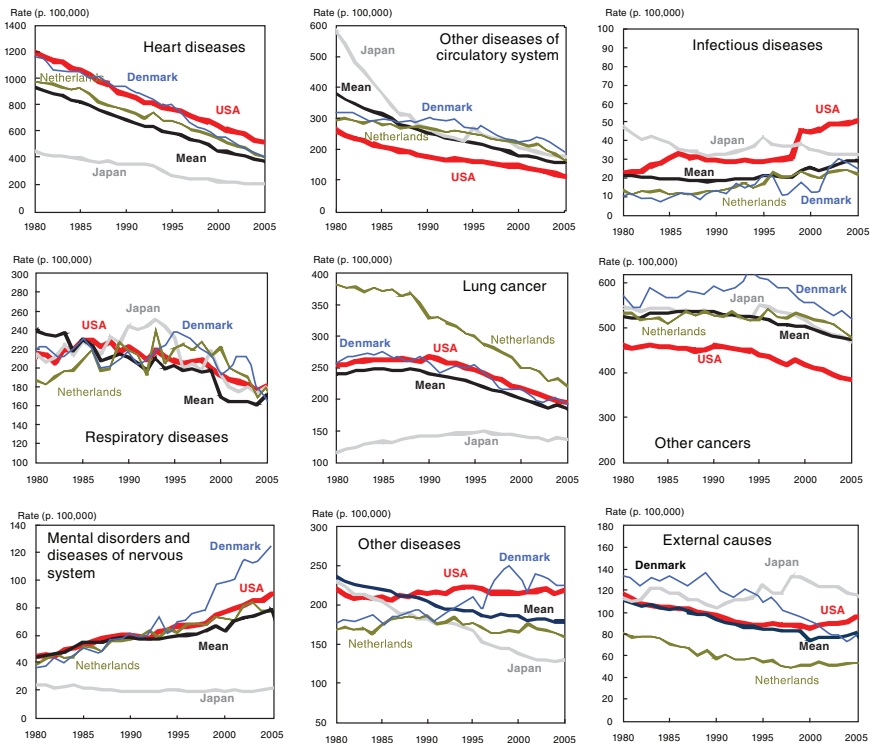 Rate (p. 100,000)
Heart diseases
1400
1200
1000
800
600
400
200
0
Netherlands
Denmark
USA
Mean
Japan
1980 1985 1990 1995 2000 2005
Rate (p. 100,000)
Other diseases of
circulatory system
600
500
400
300
200
100
0
Japan
Mean
Denmark
Netherlands
USA
1980 1985 1990 1995 2000 2005
Rate (p. 100,000)
Infectious diseases
100
90
80
70
60
50
40
30
20
10
0
USA
Japan
Mean
Netherlands
Denmark
1980 1985 1990 1995 2000 2005
Rate (p. 100,000)
300
280
260
240
220
200
180
160
140
120
100
USA
Japan
Denmark
Netherlands
Mean
Respiratory diseases
1980 1985 1990 1995 2000 2005
Rate (p. 100,000)
Lung cancer
400
350
300
250
200
150
100
Denmark
USA
Netherlands
Mean
Japan
1980 1985 1990 1995 2000 2005
Rate (p. 100,000)
600
500
400
300
200
Denmark
Japan
Netherlands
Mean
USA
Other cancers
1980 1985 1990 1995 2000 2005
Rate (p. 100,000)
Mental disorders and
diseases of nervous
system
140
120
100
80
60
40
20
0
Denmark
USA
Mean
Netherlands
Japan
1980 1985 1990 1995 2000 2005
Rate (p. 100,000)
Other diseases
300
250
200
150
100
50
Denmark
USA
Mean
Netherlands
Japan
1980 1985 1990 1995 2000 2005
Rate (p. 100,000)
External causes
180
160
140
120
100
80
60
40
20
0
Denmark
Japan
USA
Mean
Netherlands
1980 1985 1990 1995 2000 2005